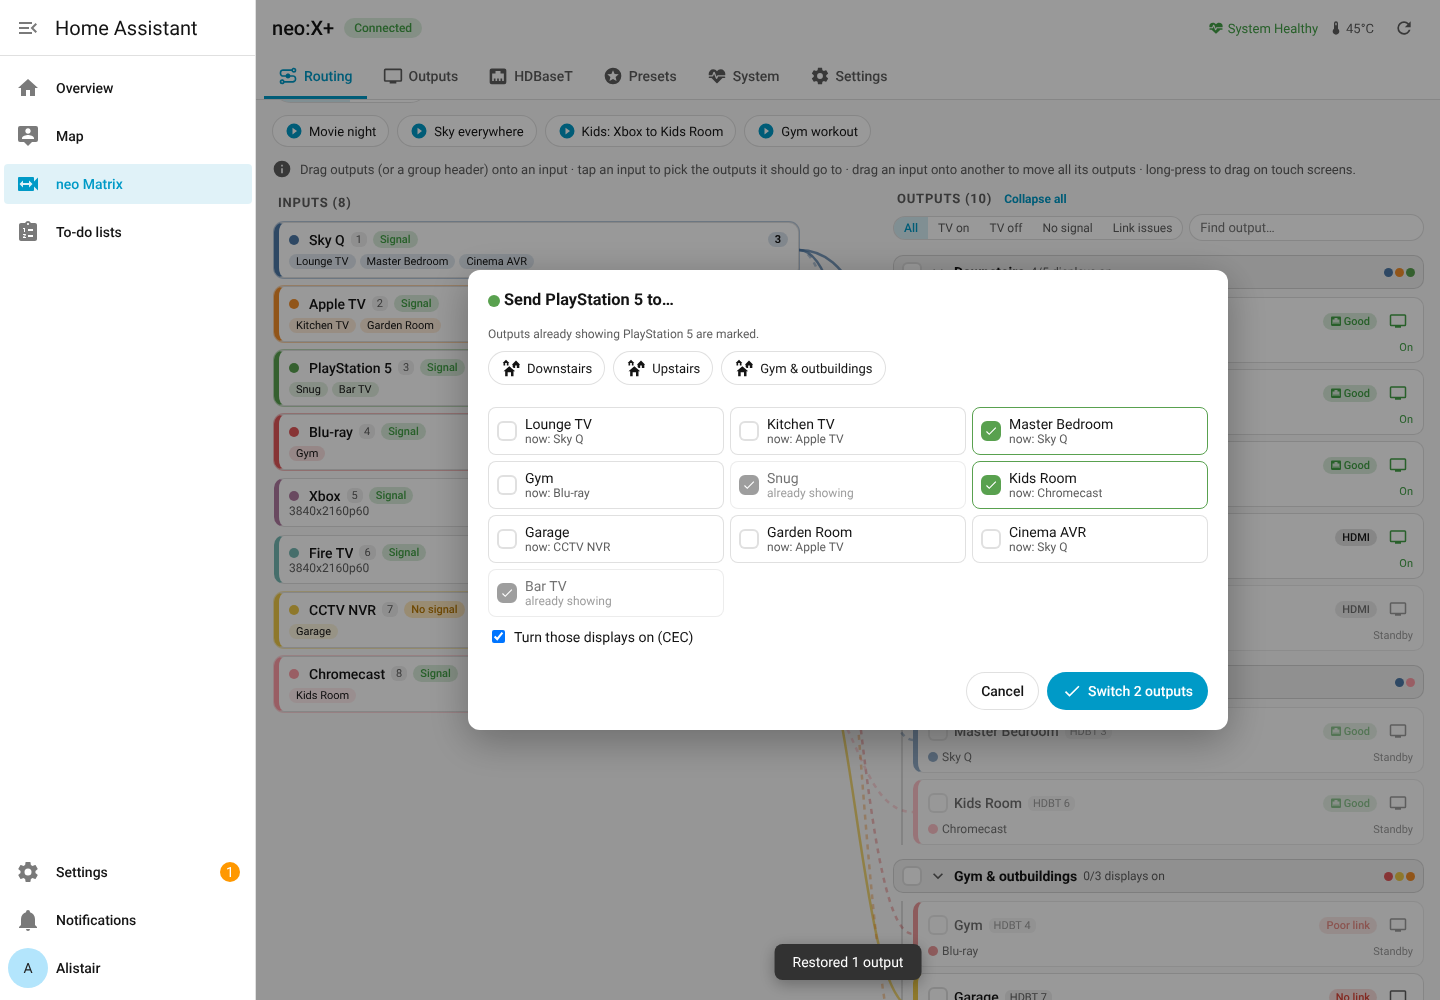 Home Assistant
Overview
Map
neo Matrix
To-do lists
Settings
1
Notifications
A
Alistair
neo:X+
Connected
System Healthy
45°C
Routing
Outputs
HDBaseT
Presets
System
Settings
Movie night
Sky everywhere
Kids: Xbox to Kids Room
Gym workout
Drag outputs (or a group header) onto an input · tap an input to pick the outputs it should go to · drag an input onto another to move all its outputs · long-press to drag on touch screens.
INPUTS (8)
Sky Q 1 Signal 3
Lounge TV Master Bedroom Cinema AVR
Apple TV 2 Signal
Kitchen TV Garden Room
PlayStation 5 3 Signal
Snug Bar TV
Blu-ray 4 Signal
Gym
Xbox 5 Signal
3840x2160p60
Fire TV 6 Signal
3840x2160p60
CCTV NVR 7 No signal
Garage
Chromecast 8 Signal
Kids Room
OUTPUTS (10) Collapse all
All TV on TV off No signal Link issues Find output...
Good
On
Good
On
Good
On
HDMI
On
HDMI
Standby
Send PlayStation 5 to...
Outputs already showing PlayStation 5 are marked.
Downstairs Upstairs Gym & outbuildings
Lounge TV
now: Sky Q
Kitchen TV
now: Apple TV
Master Bedroom
now: Sky Q
Gym
now: Blu-ray
Snug
already showing
Kids Room
now: Chromecast
Garage
now: CCTV NVR
Garden Room
now: Apple TV
Cinema AVR
now: Sky Q
Bar TV
already showing
Turn those displays on (CEC)
Cancel
Switch 2 outputs
Master Bedroom HDBT 3 Good
Sky Q Standby
Kids Room HDBT 6 Good
Chromecast Standby
Gym & outbuildings 0/3 displays on
Gym HDBT 4 Poor link
Blu-ray Standby
Garage HDBT 7 No link
Restored 1 output